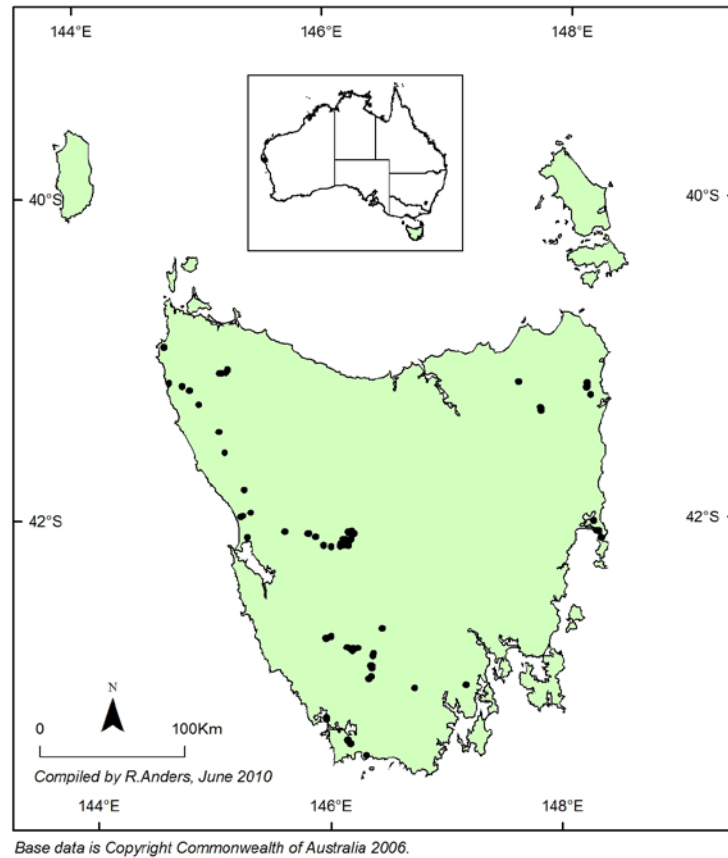 144°E 146°E 148°E
40°S 40°S
42°S 42°S
N
0 100Km
Compiled by R.Anders, June 2010
144°E 146°E 148°E
Base data is Copyright Commonwealth of Australia 2006.